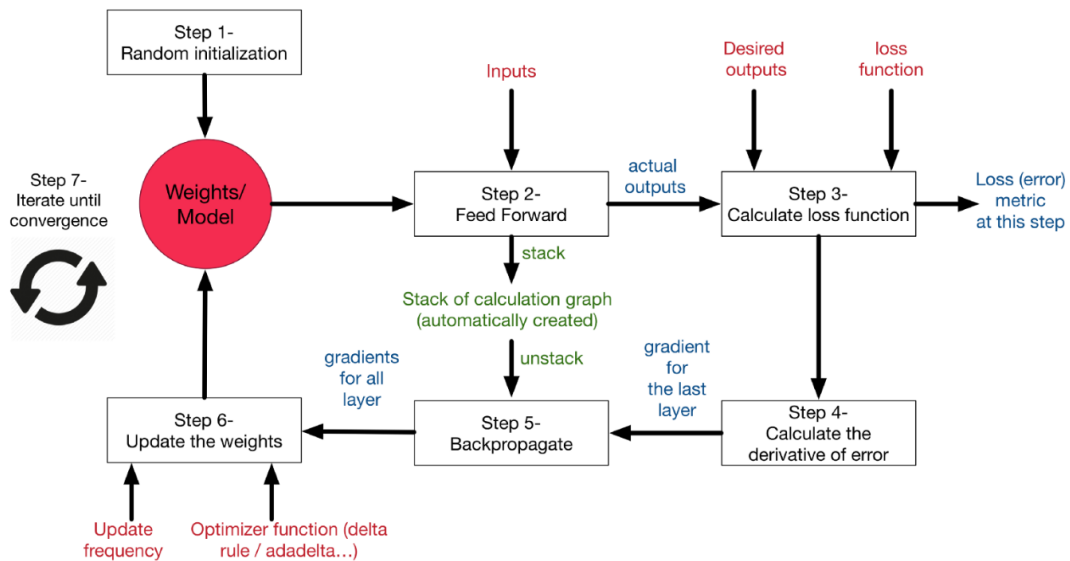 Step 1-
Random initialization
Inputs
Desired
outputs
loss
function
Step 7-
Iterate until
convergence
Weights/
Model
Step 2-
Feed Forward
actual
outputs
Step 3-
Calculate loss function
Loss (error)
metric
at this step
stack
Stack of calculation graph
(automatically created)
unstack
gradients
for all
layer
gradient
for
the last
layer
Step 6-
Update the weights
Step 5-
Backpropagate
Step 4-
Calculate the
derivative of error
Update
frequency
Optimizer function (delta
rule / adadelta...)